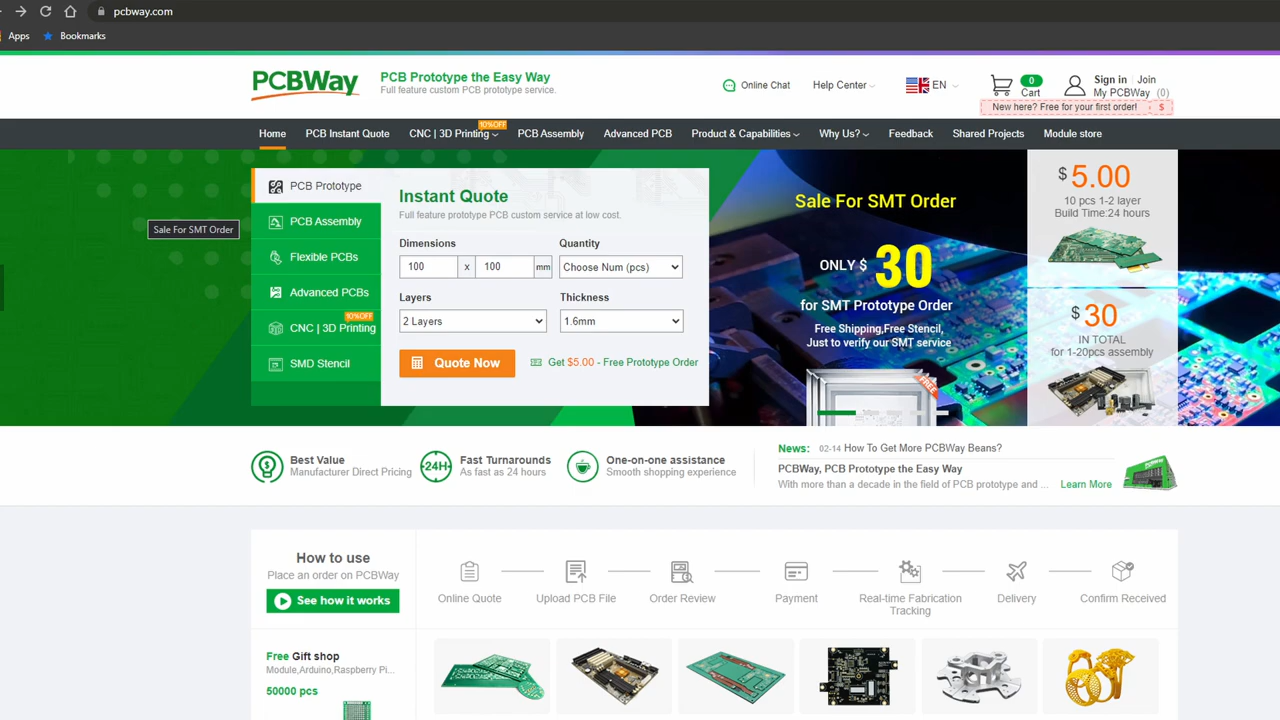 pcbway.com
Apps
Bookmarks
PCBWay
PCB Prototype the Easy Way
Full feature custom PCB prototype service.
Online Chat
Help Center
EN
0
Cart
Sign in | Join
My PCBWay (0)
New here? Free for your first order! $
10%OFF
Home
PCB Instant Quote
CNC | 3D Printing
PCB Assembly
Advanced PCB
Product & Capabilities
Why Us?
Feedback
Shared Projects
Module store
PCB Prototype
PCB Assembly
Flexible PCBs
Advanced PCBs
10%OFF
CNC | 3D Printing
SMD Stencil
Sale For SMT Order
Instant Quote
Full feature prototype PCB custom service at low cost.
Dimensions
Quantity
100 x 100 mm
Choose Num (pcs)
Layers
Thickness
2 Layers
1.6mm
Quote Now
Get $5.00 - Free Prototype Order
Sale For SMT Order
ONLY $ 30
for SMT Prototype Order
Free Shipping,Free Stencil,
Just to verify our SMT service
FREE
$ 5.00
10 pcs 1-2 layer
Build Time:24 hours
$ 30
IN TOTAL
for 1-20pcs assembly
Best Value
Manufacturer Direct Pricing
24H
Fast Turnarounds
As fast as 24 hours
One-on-one assistance
Smooth shopping experience
News: 02-14 How To Get More PCBWay Beans?
PCBWay, PCB Prototype the Easy Way
With more than a decade in the field of PCB prototype and ... Learn More
PCBWay
How to use
Place an order on PCBWay
See how it works
Online Quote
Upload PCB File
Order Review
Payment
Real-time Fabrication
Tracking
Delivery
Confirm Received
Free Gift shop
Module,Arduino,Raspberry Pi...
50000 pcs